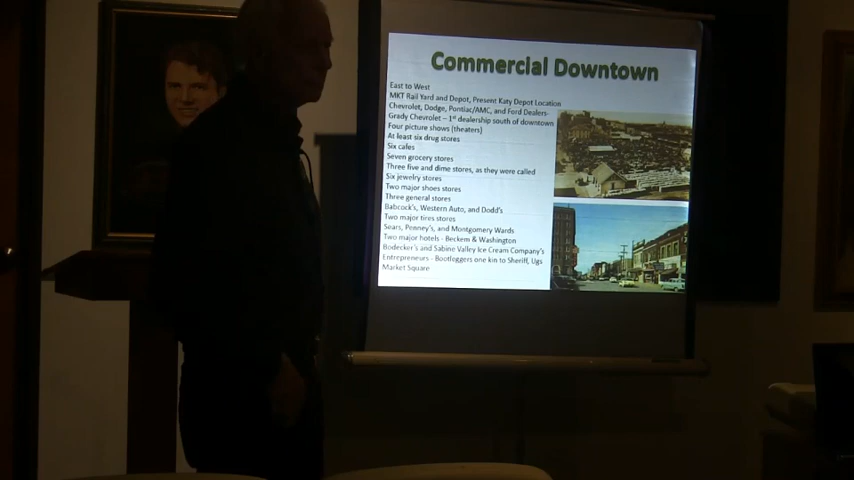 Commercial Downtown
East to West
MKT Rail Yard and Depot, Present Katy Depot Location
Chevrolet, Dodge, Pontiac/AMC, and Ford Dealers-
Grady Chevrolet – 1st dealership south of downtown
Four picture shows (theaters)
At least six drug stores
Six cafes
Seven grocery stores
Three five and dime stores, as they were called
Six jewelry stores
Two major shoes stores
Three general stores
Babcock's, Western Auto, and Dodd's
Two major tires stores
Sears, Penney's, and Montgomery Wards
Two major hotels - Beckem & Washington
Bodecker's and Sabine Valley Ice Cream Company's
Entrepreneurs - Bootleggers one kin to Sheriff, Ugs
Market Square